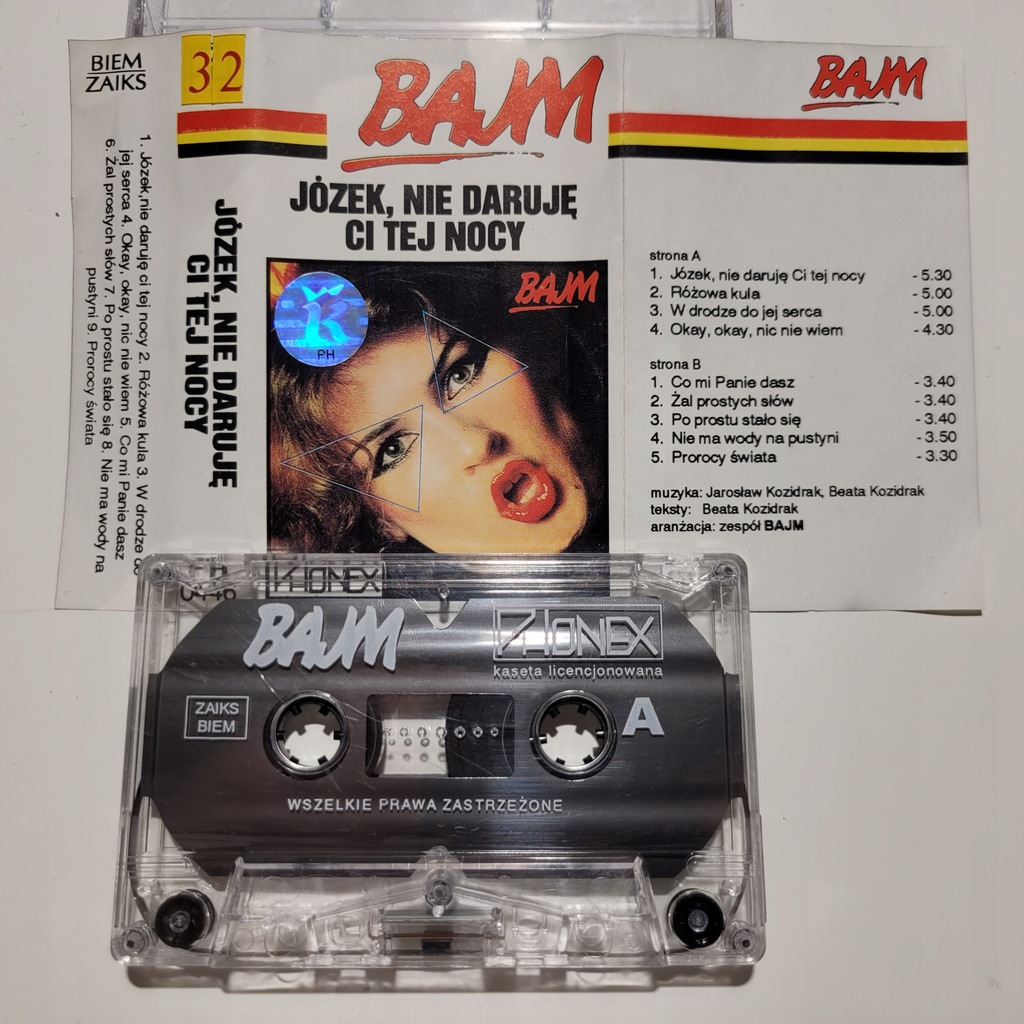 BIEM
ZAIKS
1. Józek,nie daruję ci tej nocy 2. Różowa kula 3. W drodze do
jej serca 4. Okay, okay, nic nie wiem 5. Co mi Panie dasz
6. Żal prostych słów 7. Po prostu stało się 8. Nie ma wody na
pustyni 9. Prorocy świata
32
JÓZEK, NIE DARUJĘ
CI TEJ NOCY
BAJM
JÓZEK, NIE DARUJĘ
CI TEJ NOCY
BAJM
PH
BAJM
strona A
1. Józek, nie daruję Ci tej nocy - 5.30
2. Różowa kula - 5.00
3. W drodze do jej serca - 5.00
4. Okay, okay, nic nie wiem - 4.30
strona B
1. Co mi Panie dasz - 3.40
2. Żal prostych słów - 3.40
3. Po prostu stało się - 3.40
4. Nie ma wody na pustyni - 3.50
5. Prorocy świata - 3.30
muzyka: Jarosław Kozidrak, Beata Kozidrak
teksty: Beata Kozidrak
aranżacja: zespół BAJM
PHONEX
BAJM
PHONEX
kaseta licencjonowana
ZAIKS
BIEM
A
WSZELKIE PRAWA ZASTRZEŻONE